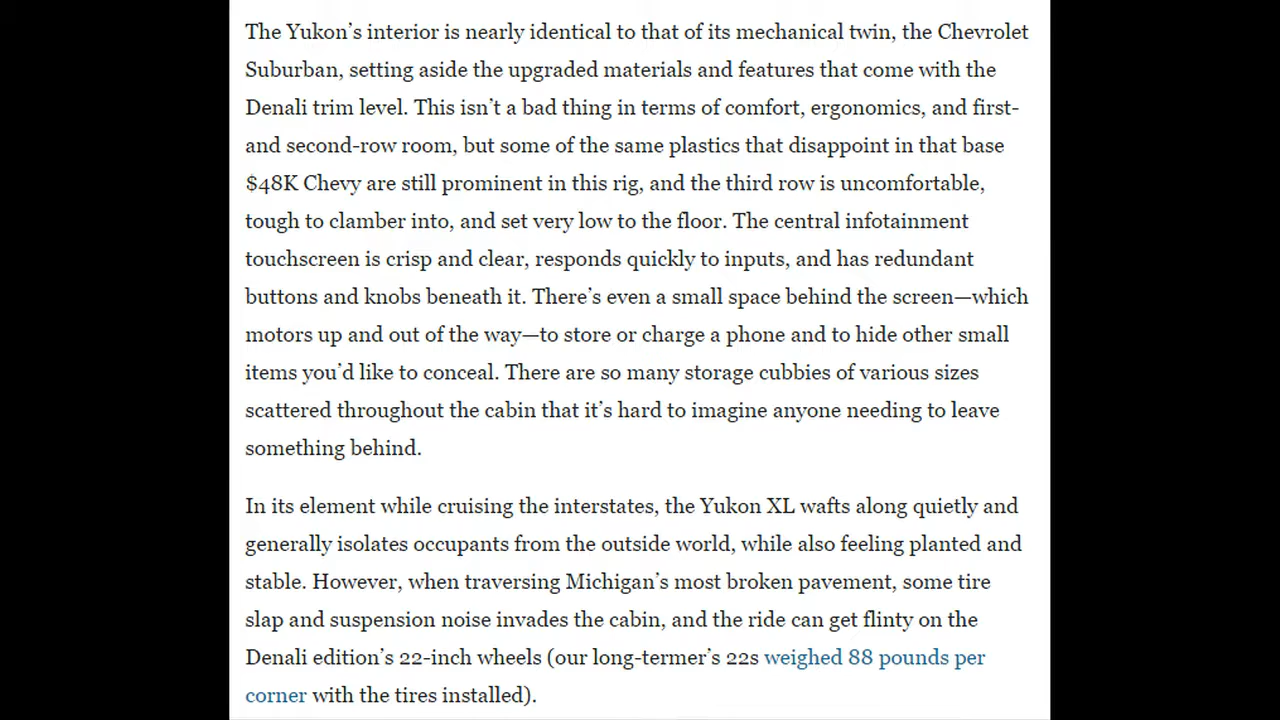 The Yukon’s interior is nearly identical to that of its mechanical twin, the Chevrolet
Suburban, setting aside the upgraded materials and features that come with the
Denali trim level. This isn’t a bad thing in terms of comfort, ergonomics, and first-
and second-row room, but some of the same plastics that disappoint in that base
$48K Chevy are still prominent in this rig, and the third row is uncomfortable,
tough to clamber into, and set very low to the floor. The central infotainment
touchscreen is crisp and clear, responds quickly to inputs, and has redundant
buttons and knobs beneath it. There’s even a small space behind the screen—which
motors up and out of the way—to store or charge a phone and to hide other small
items you’d like to conceal. There are so many storage cubbies of various sizes
scattered throughout the cabin that it’s hard to imagine anyone needing to leave
something behind.
In its element while cruising the interstates, the Yukon XL wafts along quietly and
generally isolates occupants from the outside world, while also feeling planted and
stable. However, when traversing Michigan’s most broken pavement, some tire
slap and suspension noise invades the cabin, and the ride can get flinty on the
Denali edition’s 22-inch wheels (our long-termer’s 22s weighed 88 pounds per
corner with the tires installed).